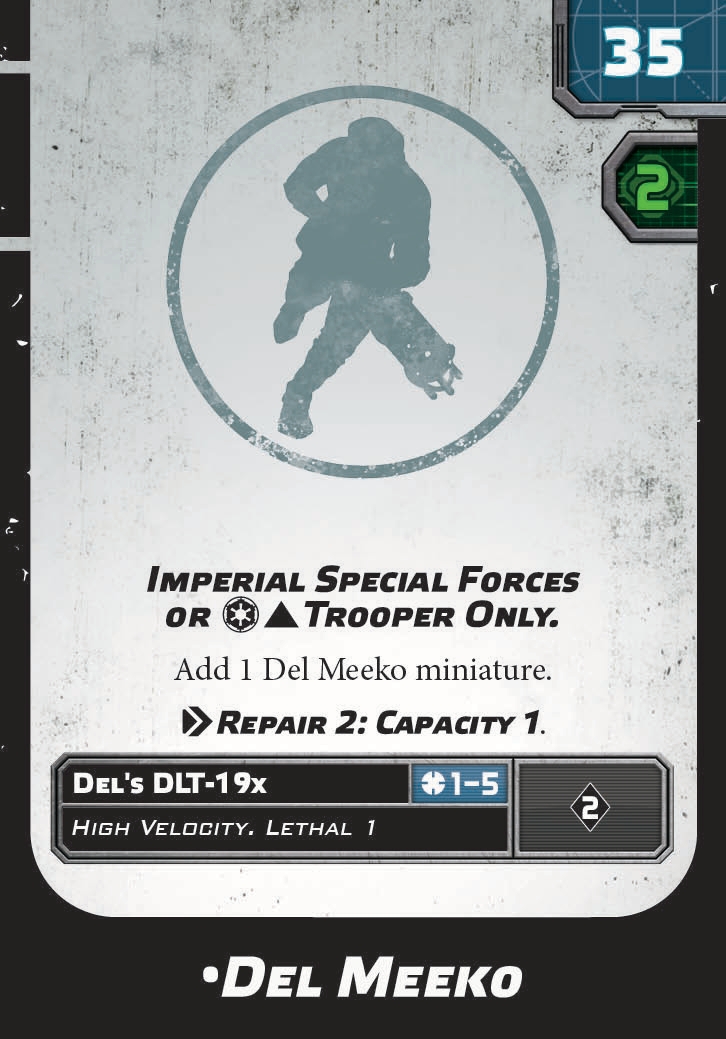 35
2
IMPERIAL SPECIAL FORCES
OR ▲ TROOPER ONLY.
Add 1 Del Meeko miniature.
REPAIR 2: CAPACITY 1.
DEL'S DLT-19X 1-5
2
HIGH VELOCITY. LETHAL 1
•DEL MEEKO